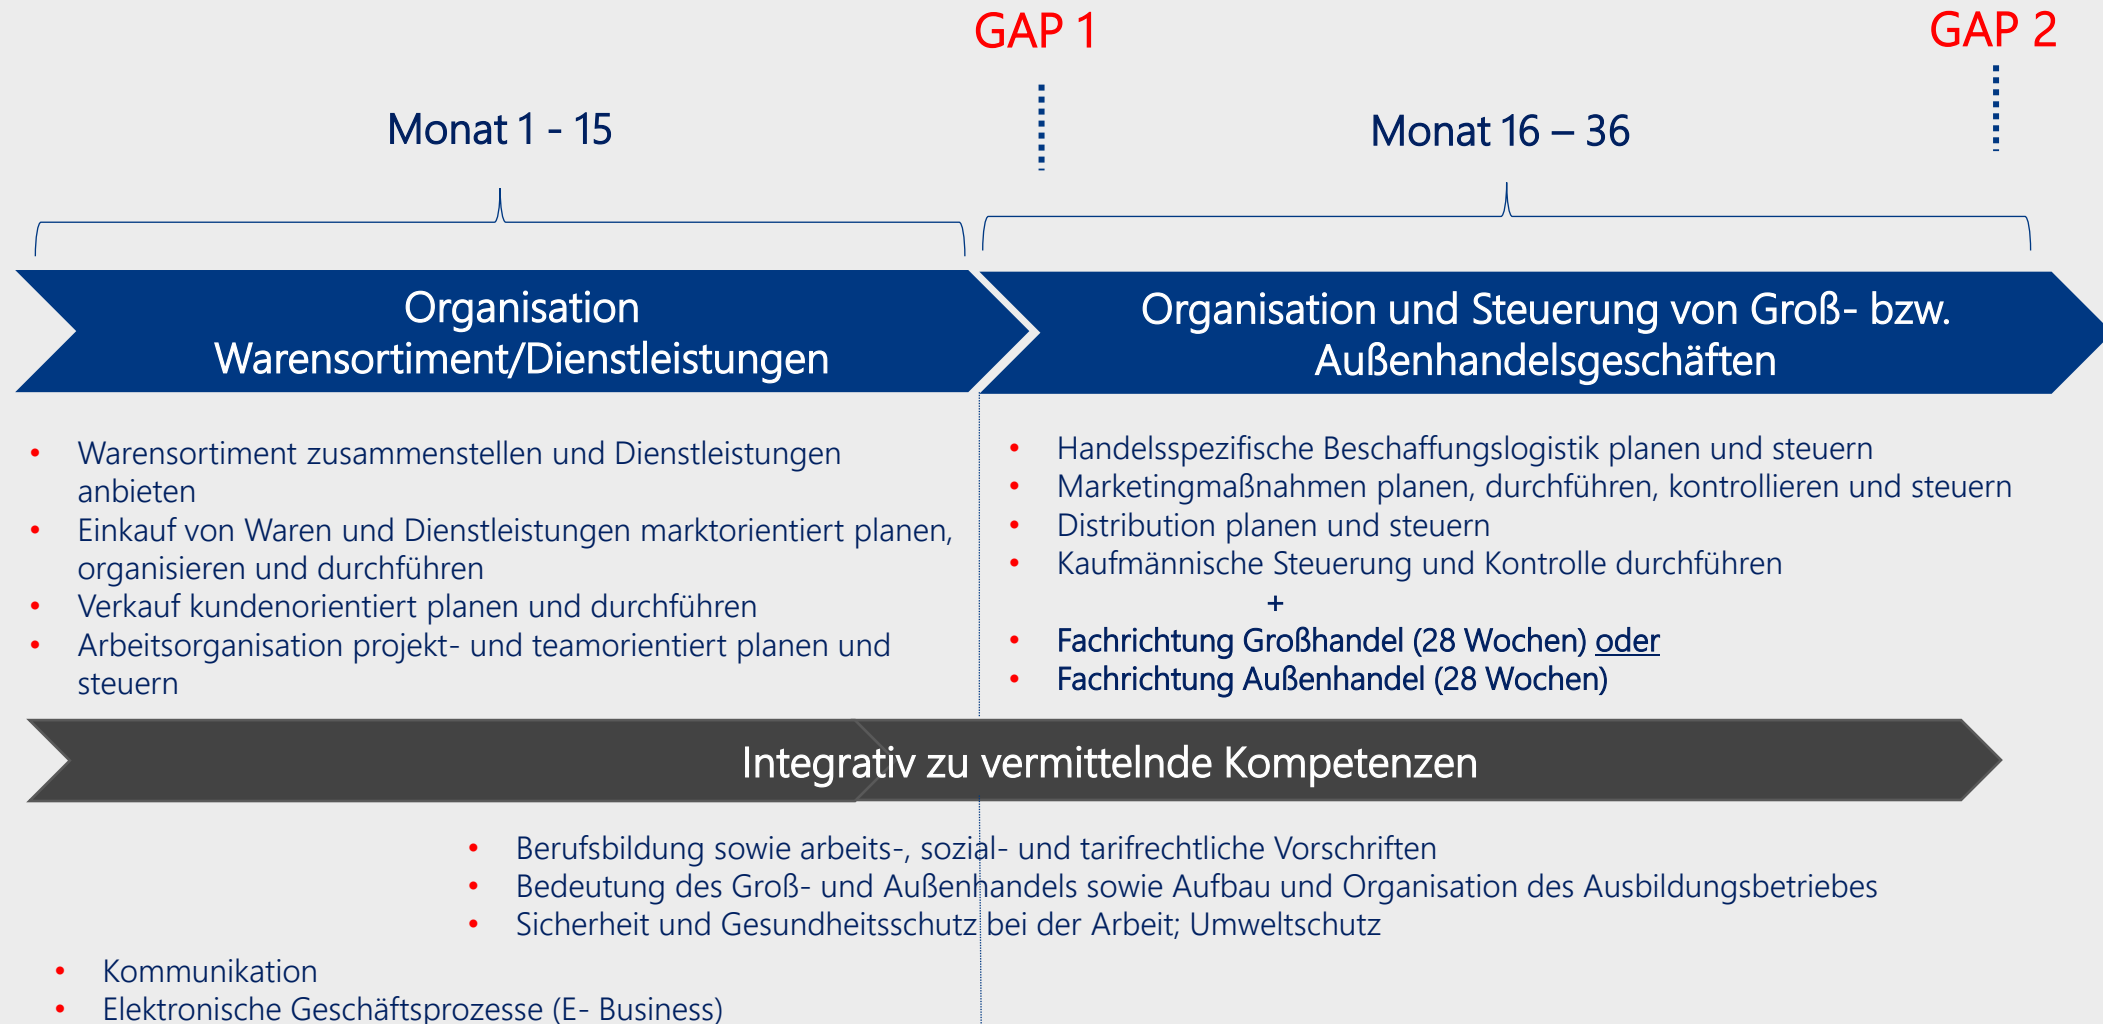 GAP 1
GAP 2
Monat 1 - 15
Monat 16 – 36
Organisation
Warensortiment/Dienstleistungen
Organisation und Steuerung von Groß- bzw.
Außenhandelsgeschäften
• Warensortiment zusammenstellen und Dienstleistungen
anbieten
• Einkauf von Waren und Dienstleistungen marktorientiert planen,
organisieren und durchführen
• Verkauf kundenorientiert planen und durchführen
• Arbeitsorganisation projekt- und teamorientiert planen und
steuern
• Handelsspezifische Beschaffungslogistik planen und steuern
• Marketingmaßnahmen planen, durchführen, kontrollieren und steuern
• Distribution planen und steuern
• Kaufmännische Steuerung und Kontrolle durchführen
+
• Fachrichtung Großhandel (28 Wochen) oder
• Fachrichtung Außenhandel (28 Wochen)
Integrativ zu vermittelnde Kompetenzen
• Berufsbildung sowie arbeits-, sozial- und tarifrechtliche Vorschriften
• Bedeutung des Groß- und Außenhandels sowie Aufbau und Organisation des Ausbildungsbetriebes
• Sicherheit und Gesundheitsschutz bei der Arbeit; Umweltschutz
• Kommunikation
• Elektronische Geschäftsprozesse (E- Business)